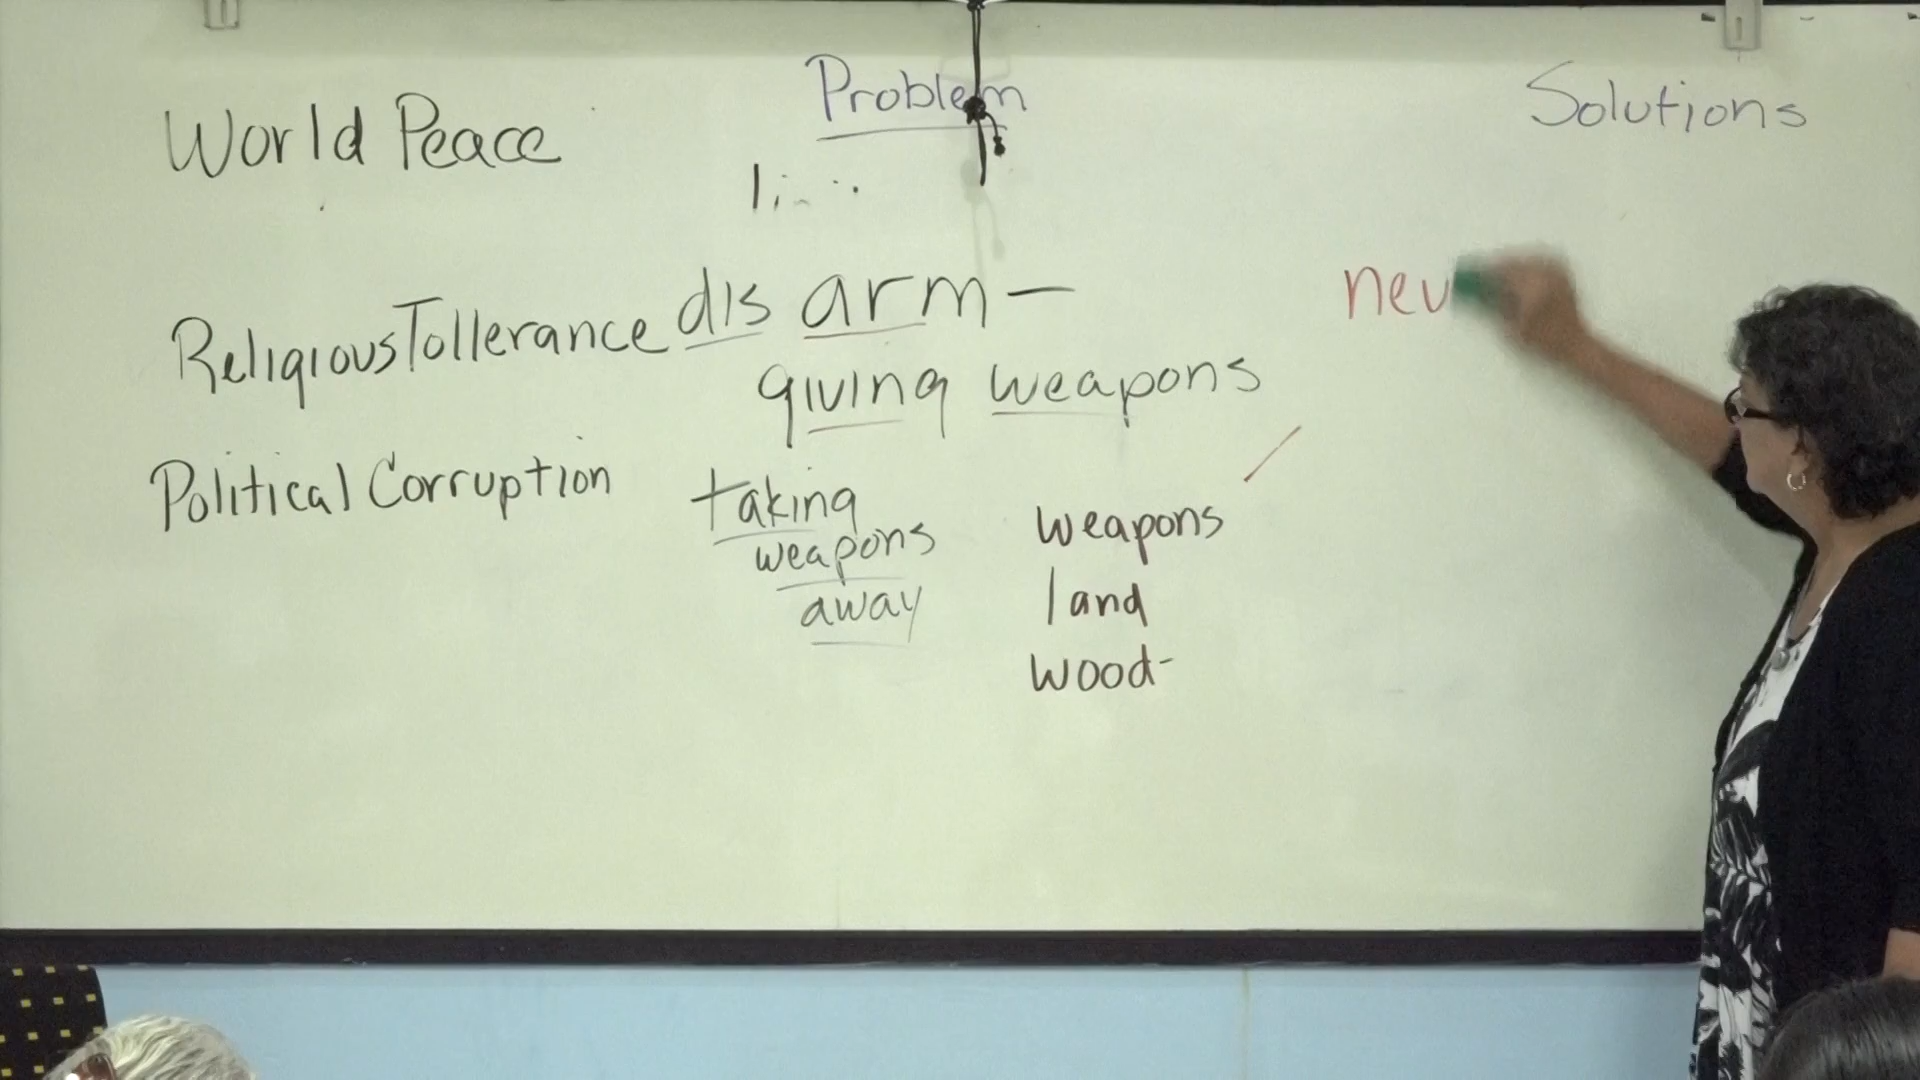 Problem
Solutions
World Peace
dis arm —
Religious Tollerance
giving weapons
Political Corruption
taking
weapons
away
weapons
land
wood-